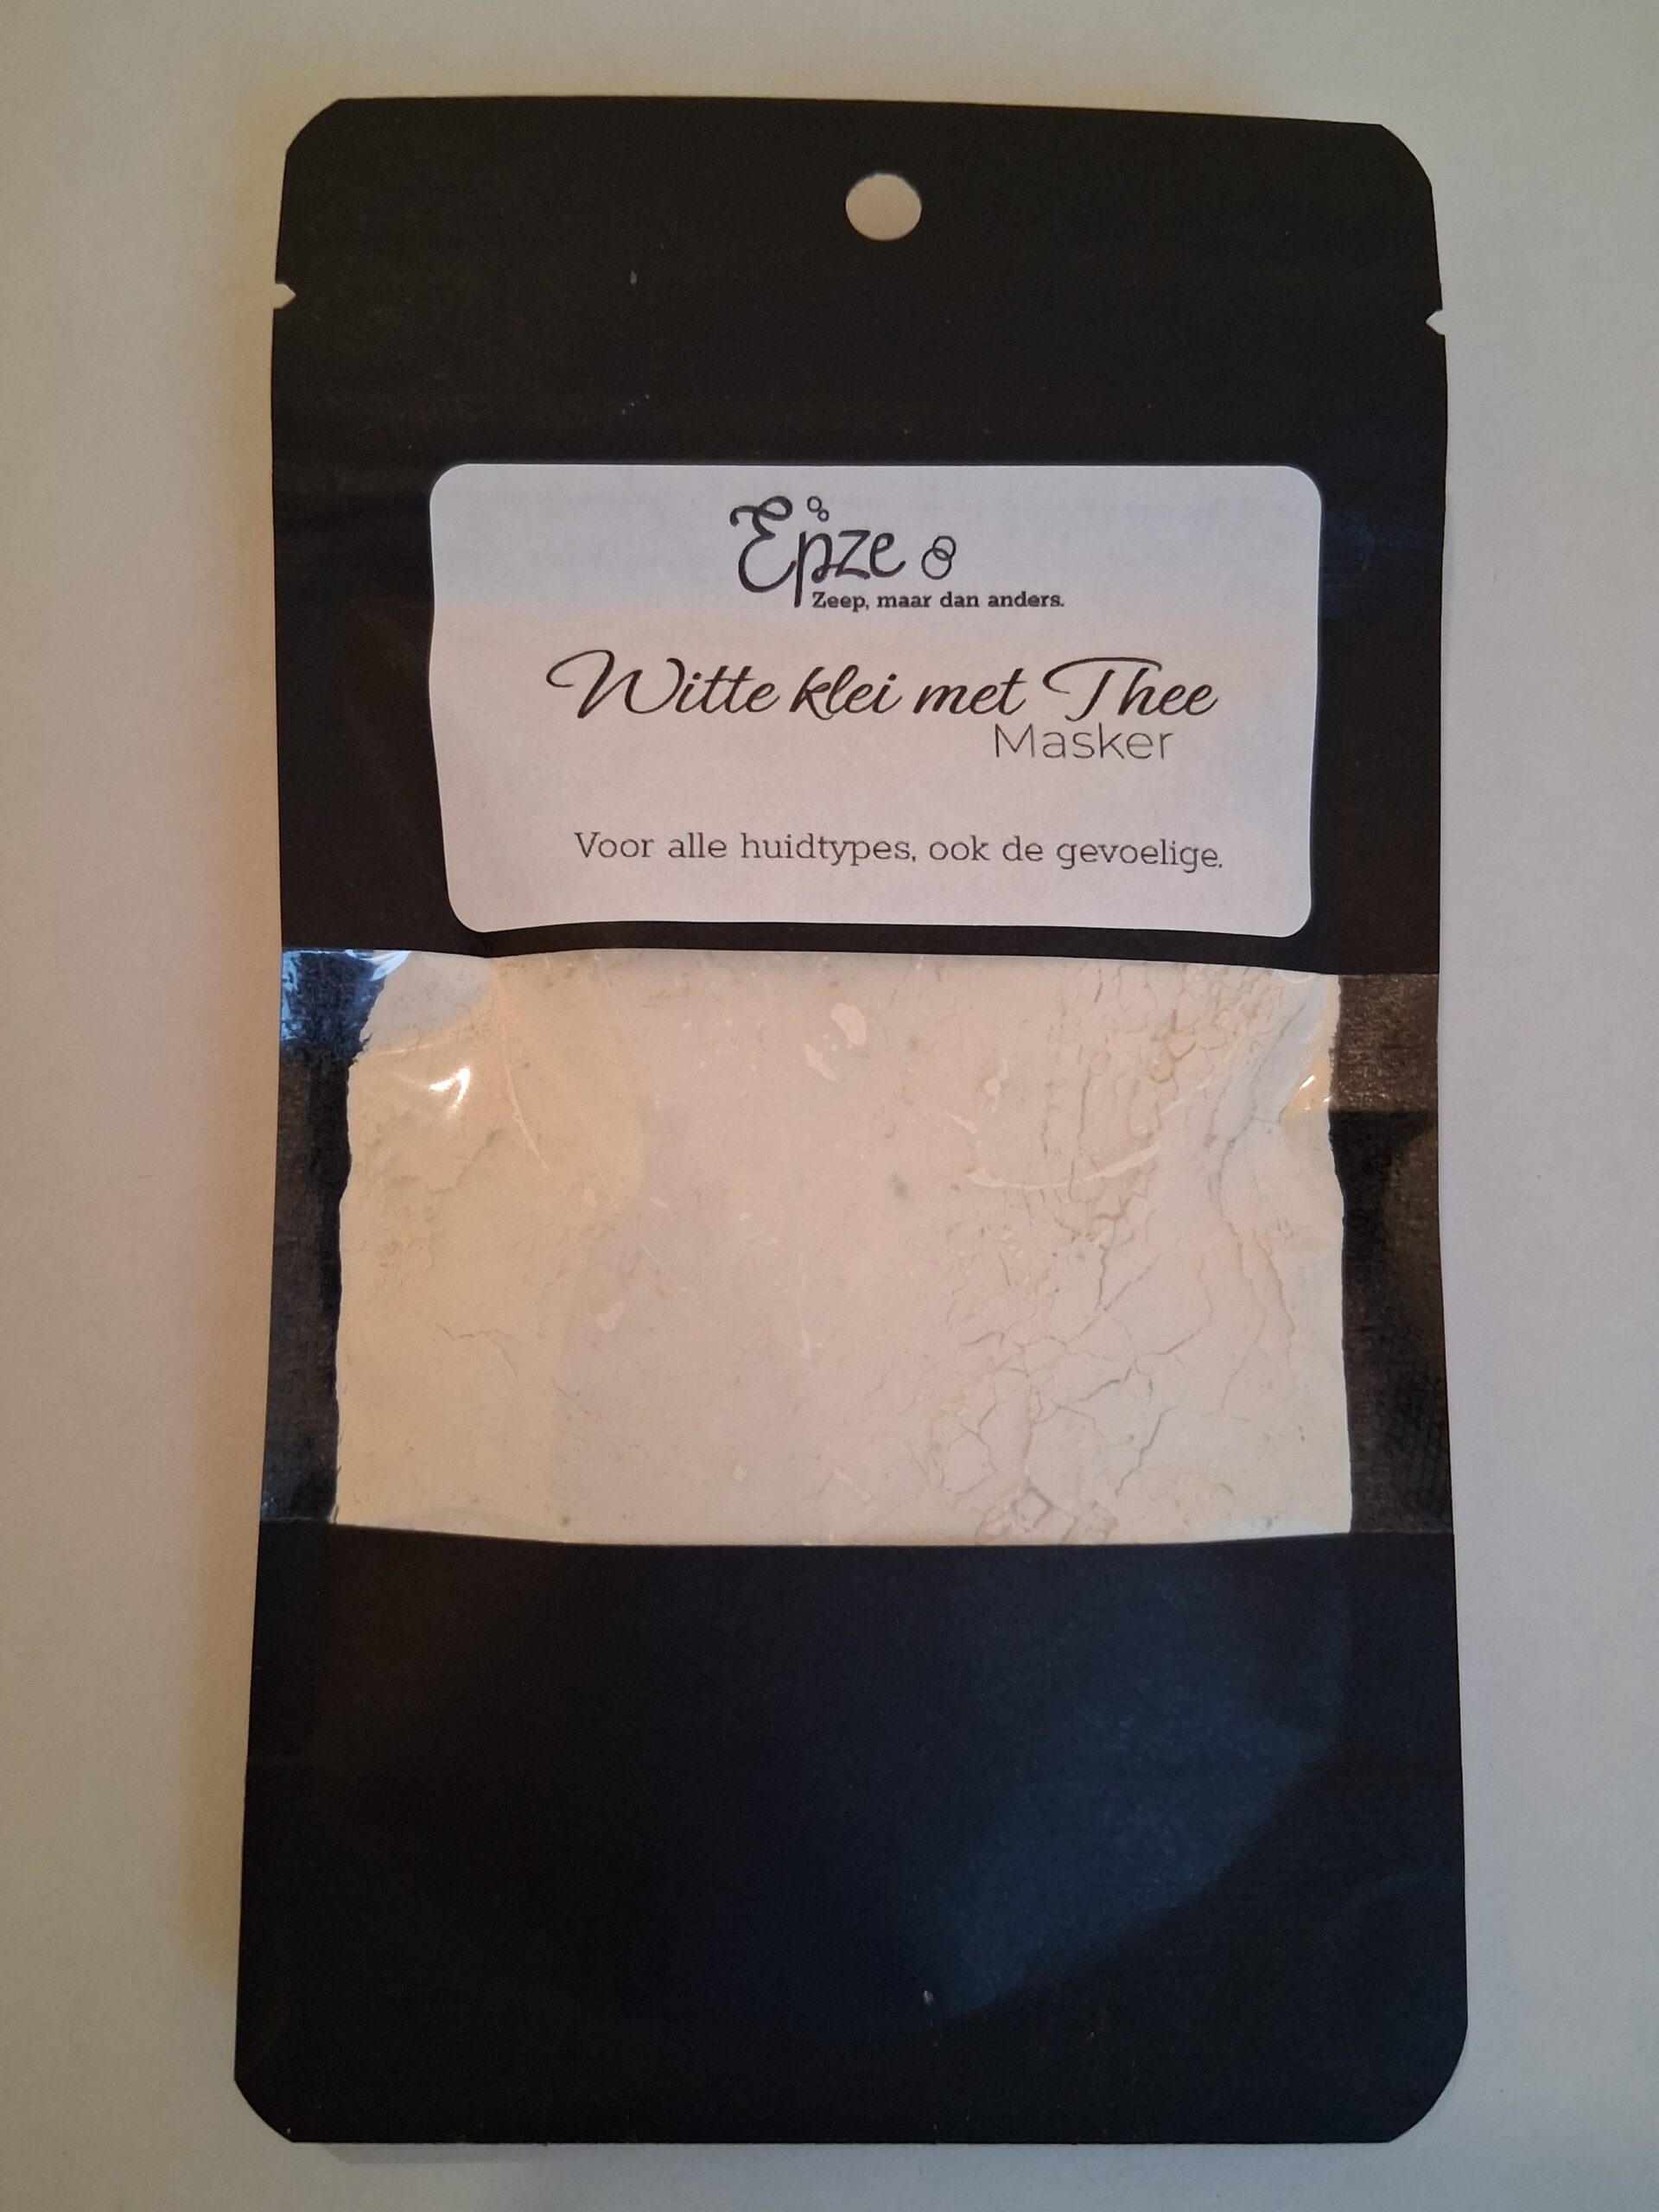 Epze
Zeep, maar dan anders.
Witte klei met Thee
Masker
Voor alle huidtypes, ook de gevoelige.